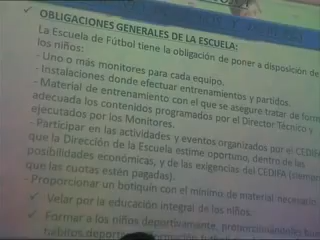 ✓ OBLIGACIONES GENERALES DE LA ESCUELA:
La Escuela de Fútbol tiene la obligación de poner a disposición de
los niños:
- Uno o más monitores para cada equipo.
- Instalaciones donde efectuar entrenamientos y partidos.
- Material de entrenamiento con el que se asegure tratar de form
adecuada los contenidos programados por el Director Técnico y
ejecutados por los Monitores.
- Participar en las actividades y eventos organizados por el CEDIFA
que la Dirección de la Escuela estime oportuno, dentro de las
posibilidades económicas, y de las exigencias del CEDIFA (siempre
que las cuotas estén pagadas).
-Proporcionar un botiquín con el mínimo de material necesario
✓ Velar por la educación integral de los niños.
✓ Formar a los niños deportivamente, proporcionándoles
hábitos